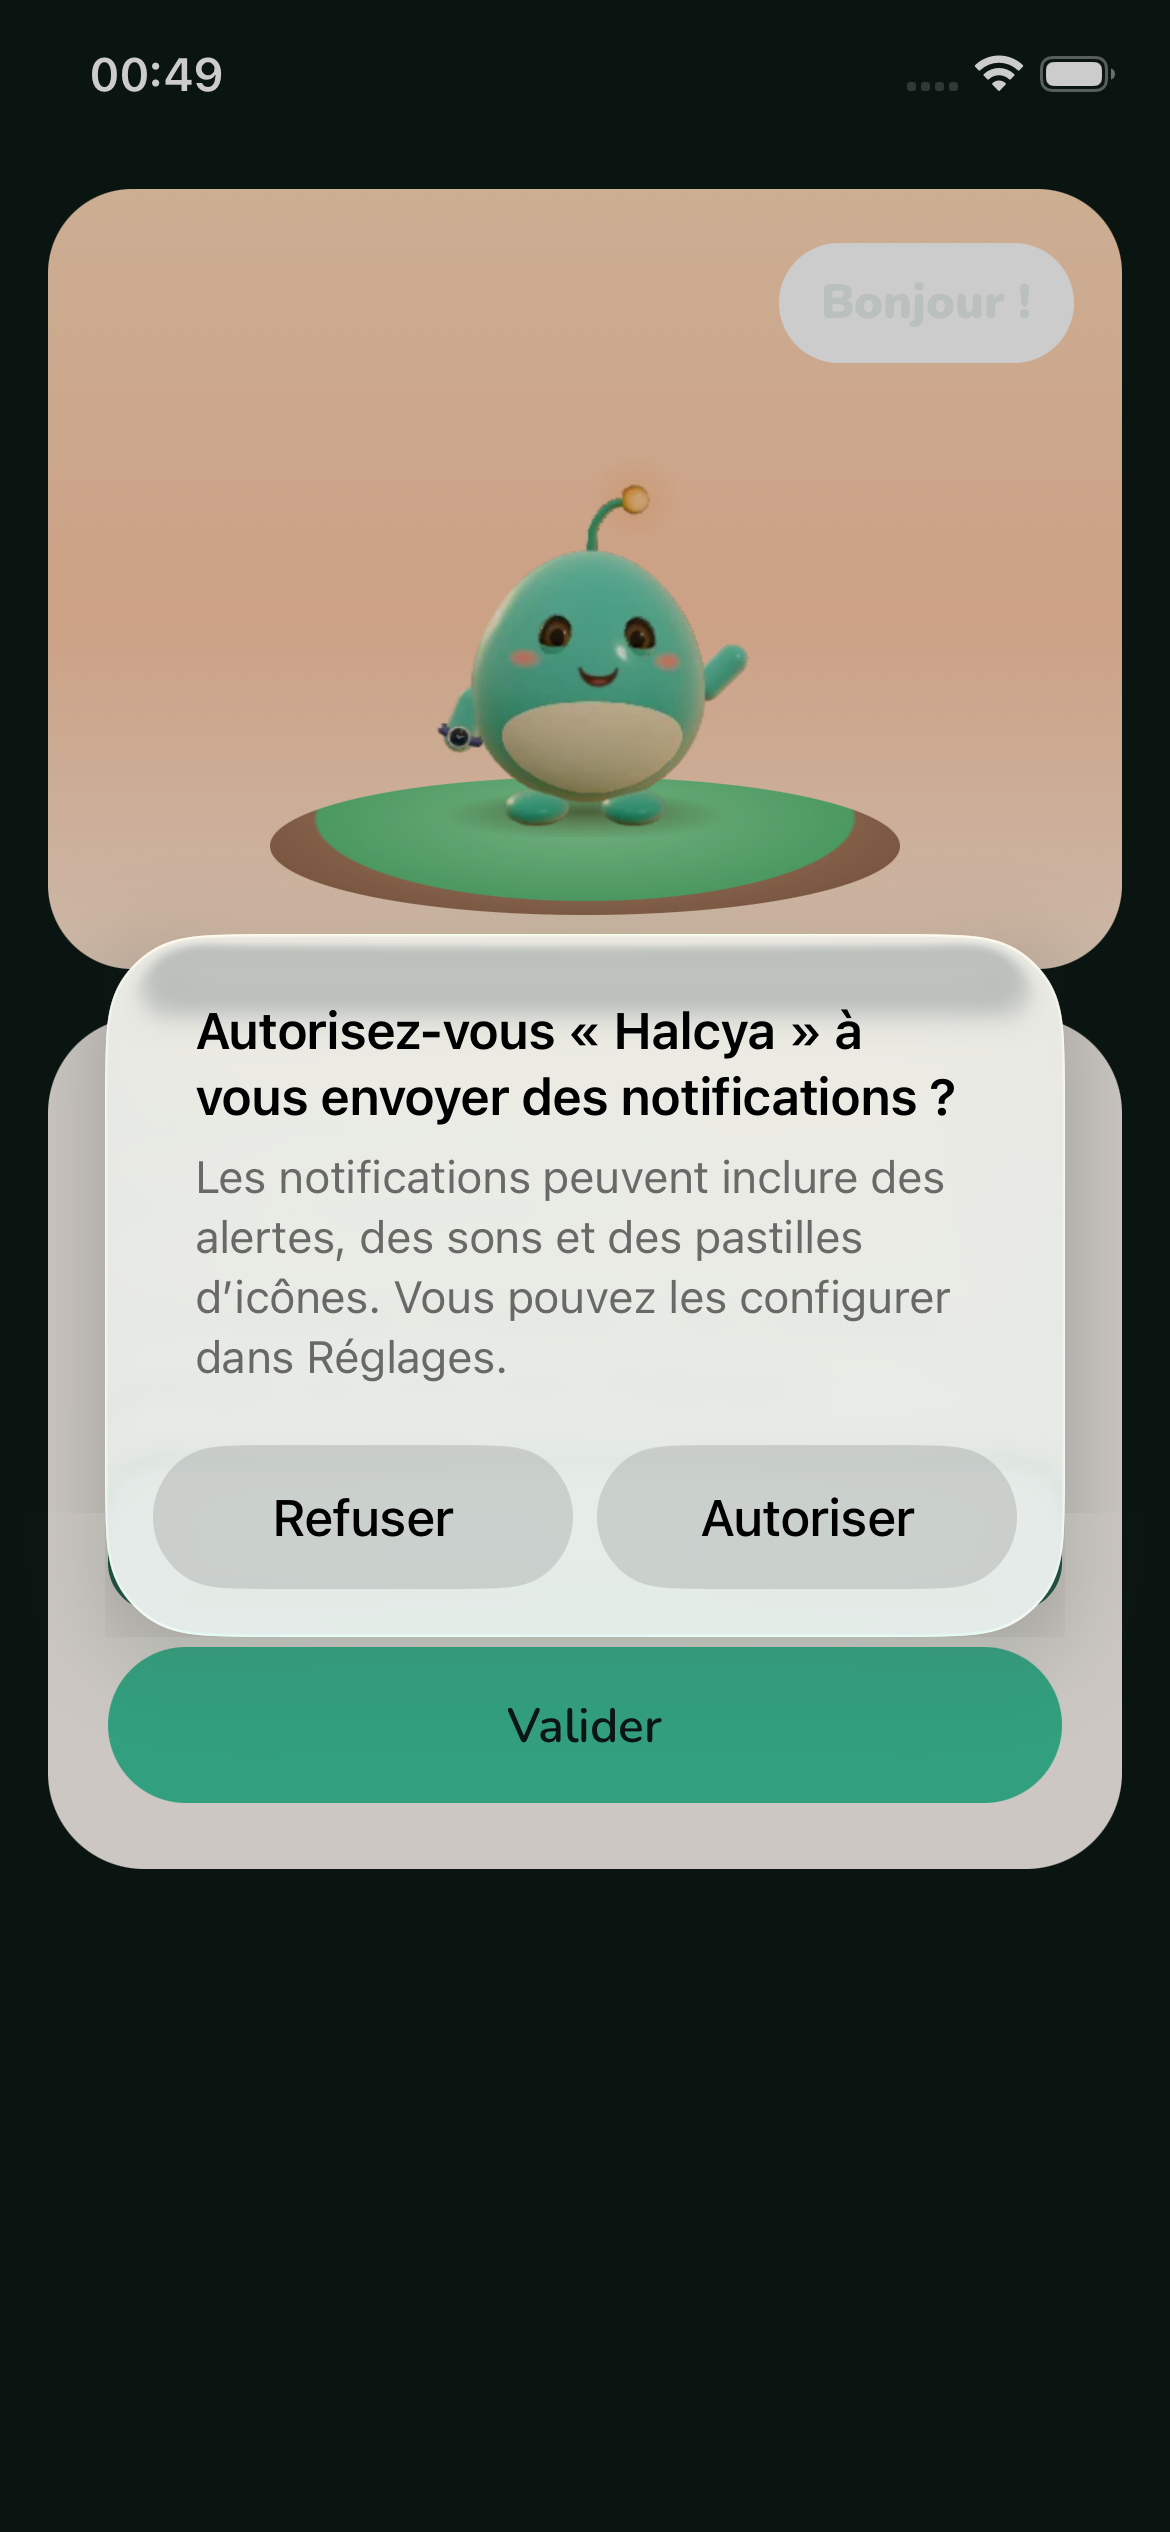 00:49
Bonjour !
Autorisez-vous « Halcya » à
vous envoyer des notifications ?
Les notifications peuvent inclure des
alertes, des sons et des pastilles
d’icônes. Vous pouvez les configurer
dans Réglages.
Refuser
Autoriser
Valider